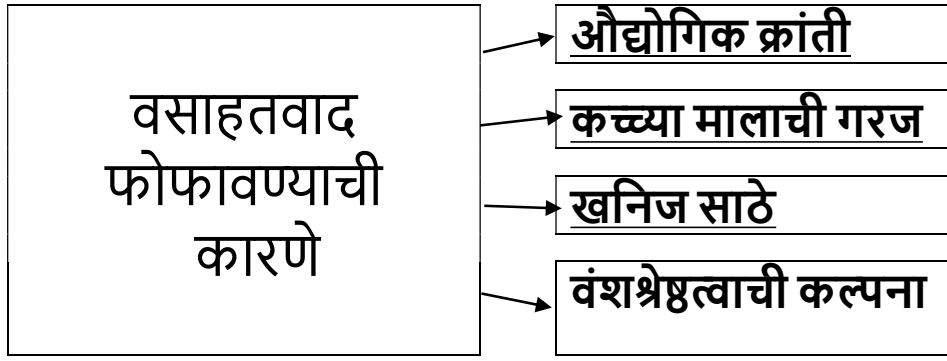 वसाहतवाद
फोफावण्याची
कारणे
औद्योगिक क्रांती
कच्च्या मालाची गरज
खनिज साठे
वंशश्रेष्ठत्वाची कल्पना